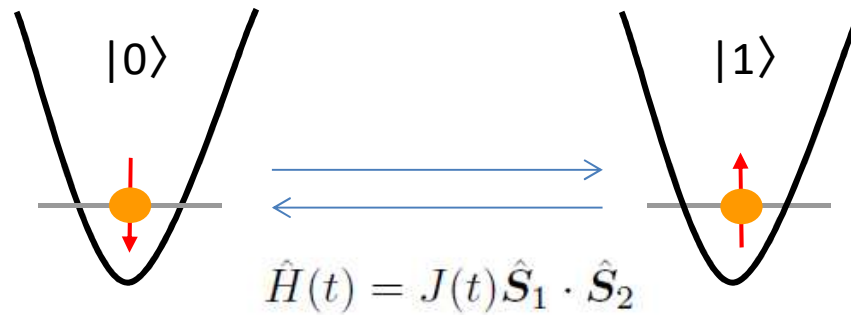 |0⟩ |1⟩
Ĥ(t) = J(t)Ŝ₁ · Ŝ₂